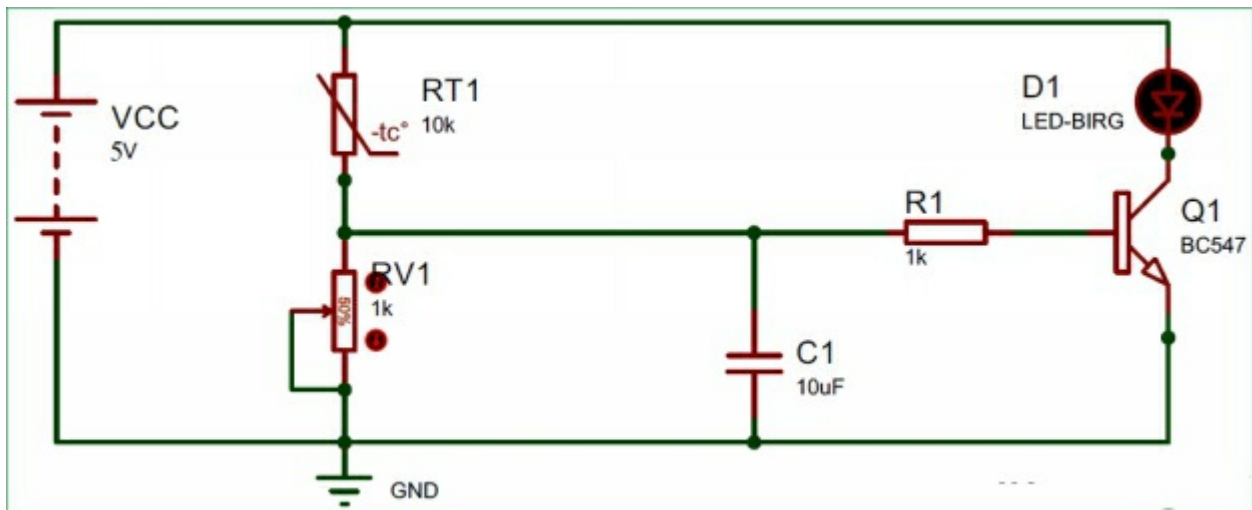 VCC
5V
RT1
10k
-tc°
RV1
1k
50%
C1
10uF
R1
1k
D1
LED-BIRG
Q1
BC547
GND
- - -